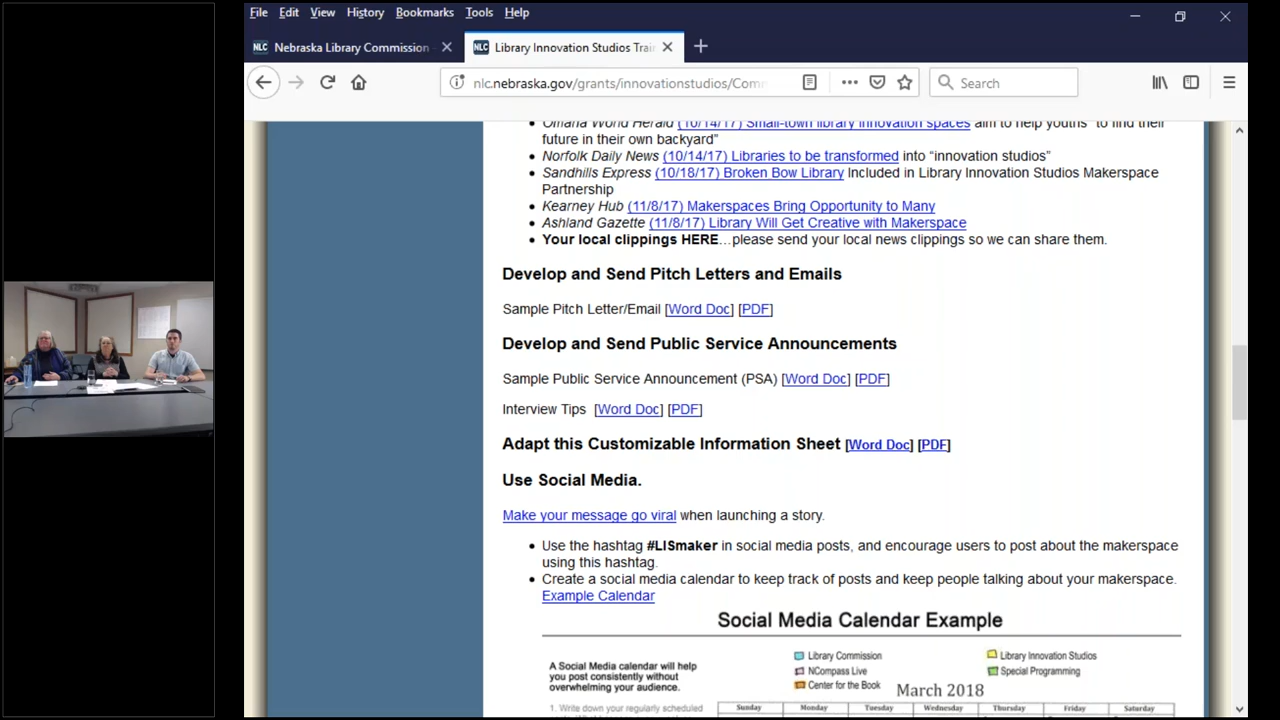 File Edit View History Bookmarks Tools Help
NLC Nebraska Library Commission
NLC Library Innovation Studios Trai
nlc.nebraska.gov/grants/innovationstudios/Com
Search
Omaha World Herald (10/14/17) Small-town library innovation spaces aim to help youths "to find their
future in their own backyard"
Norfolk Daily News (10/14/17) Libraries to be transformed into “innovation studios”
Sandhills Express (10/18/17) Broken Bow Library Included in Library Innovation Studios Makerspace
Partnership
Kearney Hub (11/8/17) Makerspaces Bring Opportunity to Many
Ashland Gazette (11/8/17) Library Will Get Creative with Makerspace
Your local clippings HERE…please send your local news clippings so we can share them.
Develop and Send Pitch Letters and Emails
Sample Pitch Letter/Email [Word Doc] [PDF]
Develop and Send Public Service Announcements
Sample Public Service Announcement (PSA) [Word Doc] [PDF]
Interview Tips [Word Doc] [PDF]
Adapt this Customizable Information Sheet [Word Doc] [PDF]
Use Social Media.
Make your message go viral when launching a story.
Use the hashtag #LISmaker in social media posts, and encourage users to post about the makerspace
using this hashtag.
Create a social media calendar to keep track of posts and keep people talking about your makerspace.
Example Calendar
Social Media Calendar Example
A Social Media calendar will help
you post consistently without
overwhelming your audience.
1. Write down your regularly scheduled
Library Commission
NCompass Live
Center for the Book
Library Innovation Studios
Special Programming
March 2018
Sunday Monday Tuesday Wednesday Thursday Friday Saturday